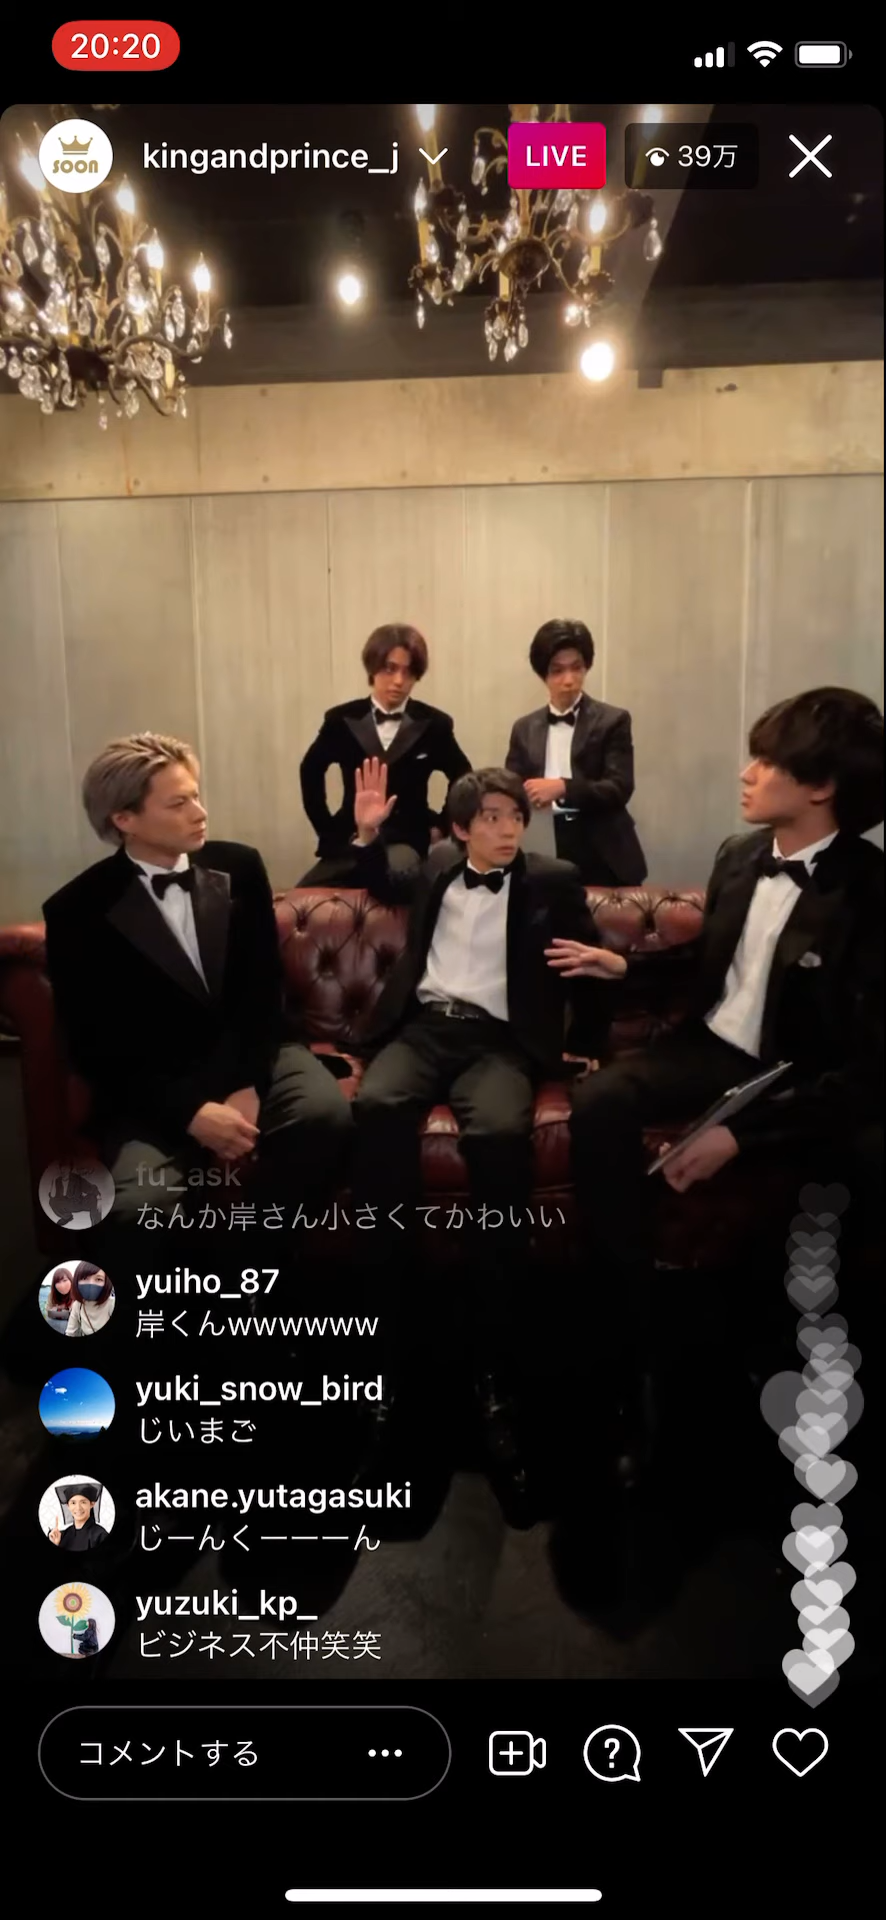 20:20
SOON
kingandprince_j
LIVE
39万
fu_ask
なんか岸さん小さくてかわいい
yuiho_87
岸くんwwwwww
yuki_snow_bird
じいまご
akane.yutagasuki
じーんくーーーん
yuzuki_kp_
ビジネス不仲笑笑
コメントする